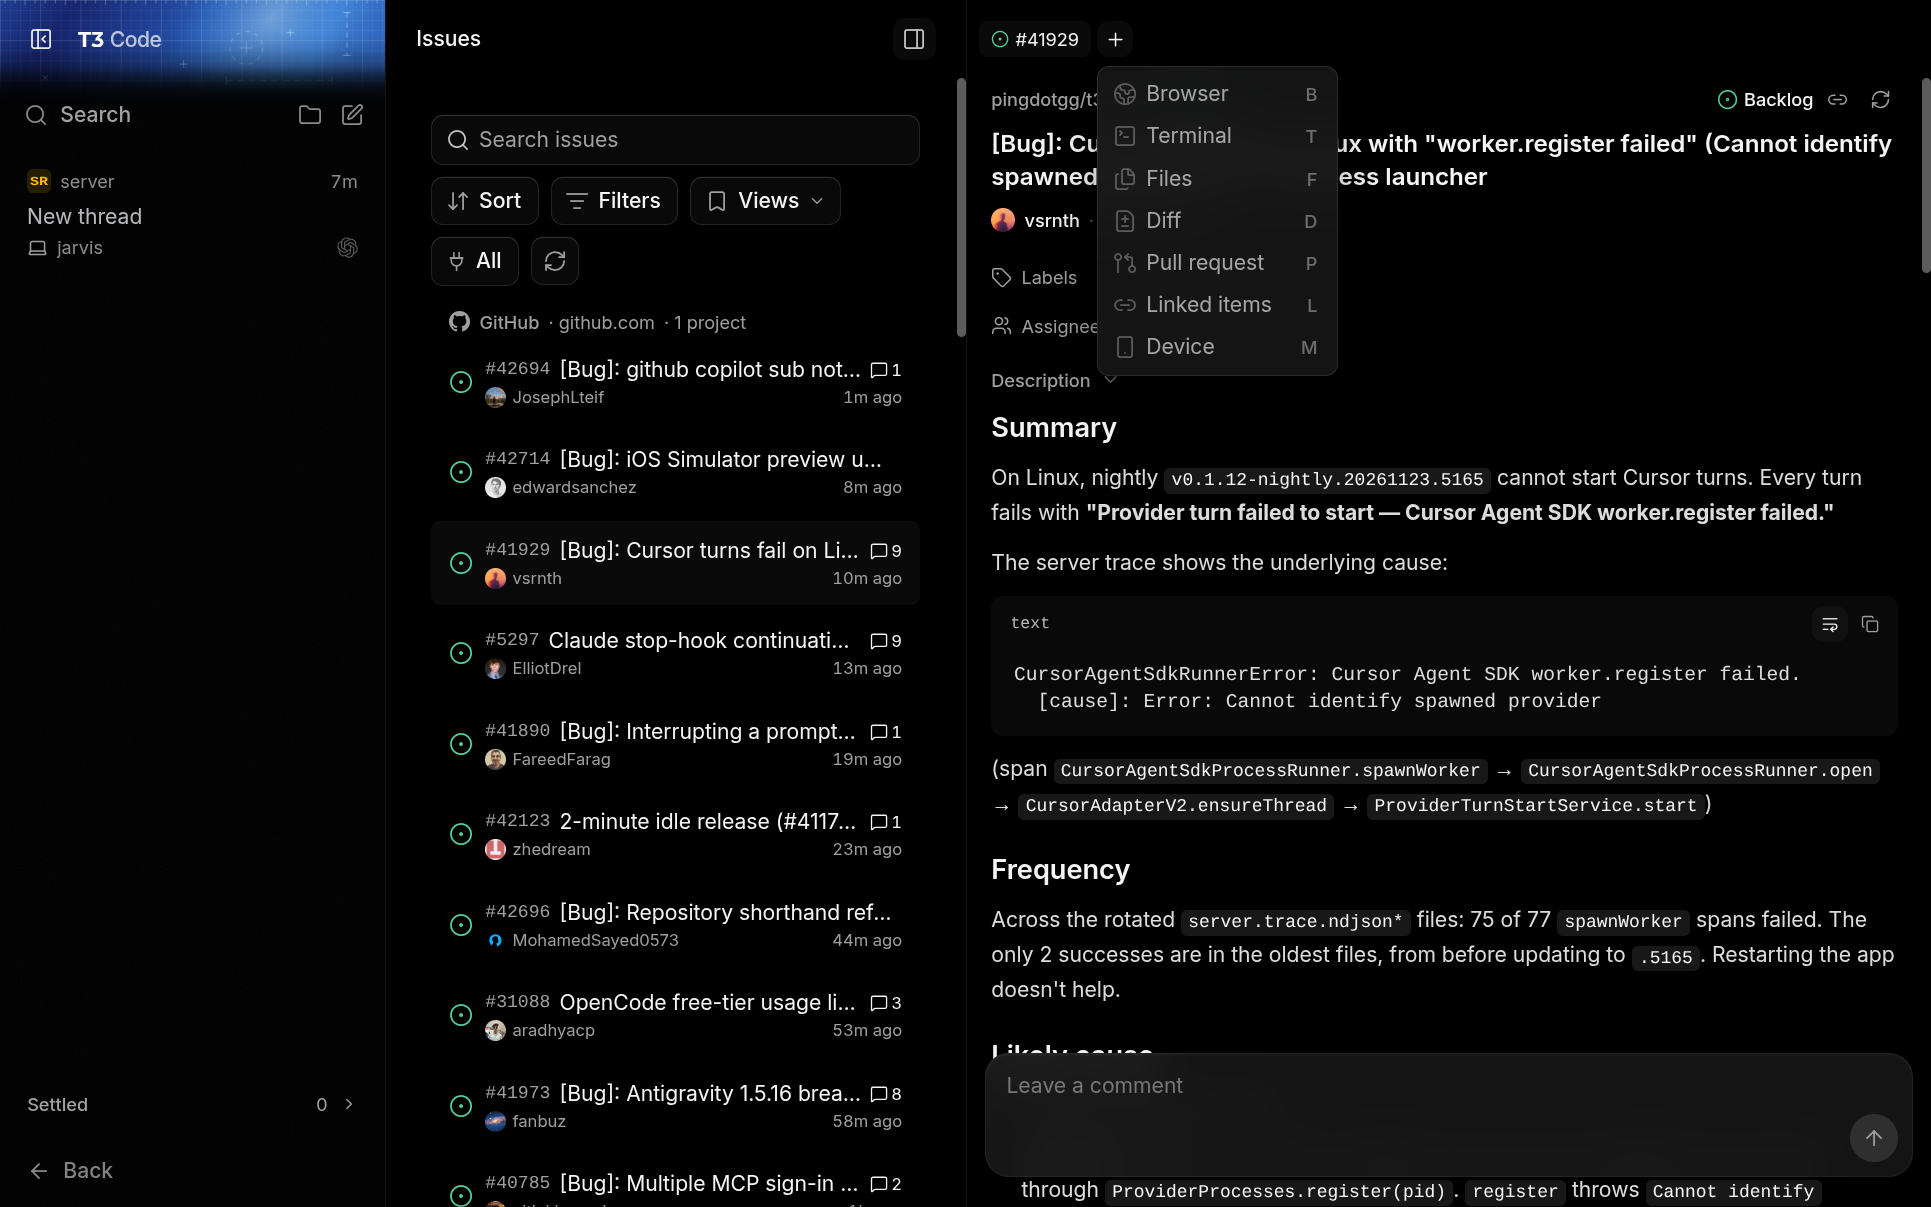 T3 Code
Search
SR server 7m
New thread
jarvis
Settled 0
Back
Issues
Search issues
Sort Filters Views
All
GitHub · github.com · 1 project
#42694 [Bug]: github copilot sub not... 1
JosephLteif 1m ago
#42714 [Bug]: iOS Simulator preview u...
edwardsanchez 8m ago
#41929 [Bug]: Cursor turns fail on Li... 9
vsrnth 10m ago
#5297 Claude stop-hook continuati... 9
ElliotDrel 13m ago
#41890 [Bug]: Interrupting a prompt... 1
FareedFarag 19m ago
#42123 2-minute idle release (#4117... 1
zhedream 23m ago
#42696 [Bug]: Repository shorthand ref...
MohamedSayed0573 44m ago
#31088 OpenCode free-tier usage li... 3
aradhyacp 53m ago
#41973 [Bug]: Antigravity 1.5.16 brea... 8
fanbuz 58m ago
#40785 [Bug]: Multiple MCP sign-in ... 2
#41929
Browser B
Terminal T
Files F
Diff D
Pull request P
Linked items L
Device M
pingdotgg/t3 Backlog
[Bug]: Cu ux with "worker.register failed" (Cannot identify
spawned ess launcher
vsrnth ·
Labels
Assignee
Description
Summary
On Linux, nightly v0.1.12-nightly.20261123.5165 cannot start Cursor turns. Every turn
fails with "Provider turn failed to start — Cursor Agent SDK worker.register failed."
The server trace shows the underlying cause:
text
CursorAgentSdkRunnerError: Cursor Agent SDK worker.register failed.
[cause]: Error: Cannot identify spawned provider
(span CursorAgentSdkProcessRunner.spawnWorker → CursorAgentSdkProcessRunner.open
→ CursorAdapterV2.ensureThread → ProviderTurnStartService.start)
Frequency
Across the rotated server.trace.ndjson* files: 75 of 77 spawnWorker spans failed. The
only 2 successes are in the oldest files, from before updating to .5165. Restarting the app
doesn't help.
Likely cause
Leave a comment
through ProviderProcesses.register(pid). register throws Cannot identify